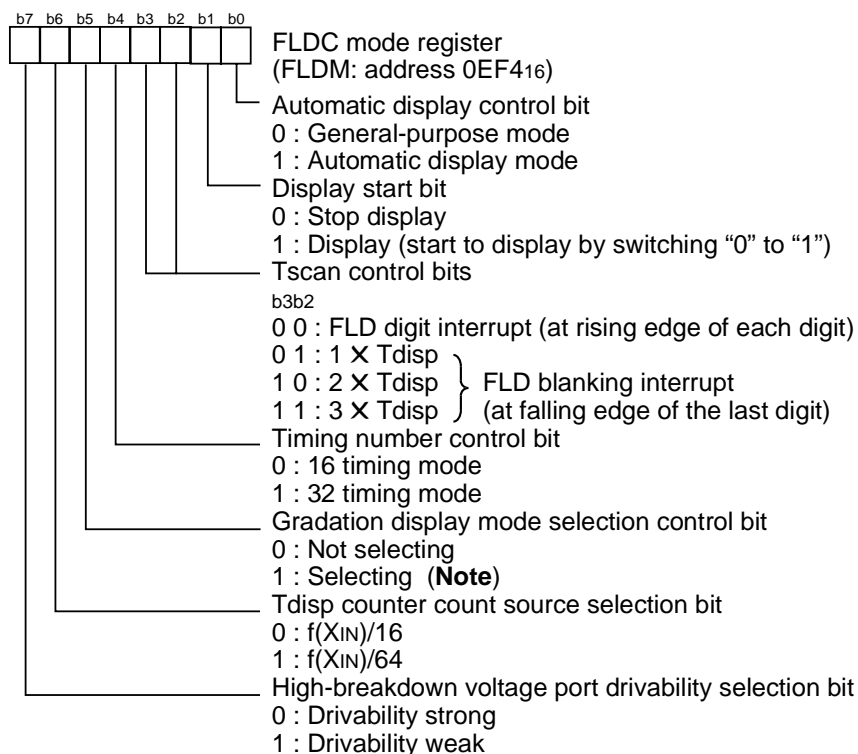 b7 b6 b5 b4 b3 b2 b1 b0
FLDC mode register
(FLDM: address 0EF416)
Automatic display control bit
0 : General-purpose mode
1 : Automatic display mode
Display start bit
0 : Stop display
1 : Display (start to display by switching “0” to “1”)
Tscan control bits
b3b2
0 0 : FLD digit interrupt (at rising edge of each digit)
0 1 : 1 ✕ Tdisp
1 0 : 2 ✕ Tdisp FLD blanking interrupt
1 1 : 3 ✕ Tdisp (at falling edge of the last digit)
Timing number control bit
0 : 16 timing mode
1 : 32 timing mode
Gradation display mode selection control bit
0 : Not selecting
1 : Selecting (Note)
Tdisp counter count source selection bit
0 : f(XIN)/16
1 : f(XIN)/64
High-breakdown voltage port drivability selection bit
0 : Drivability strong
1 : Drivability weak